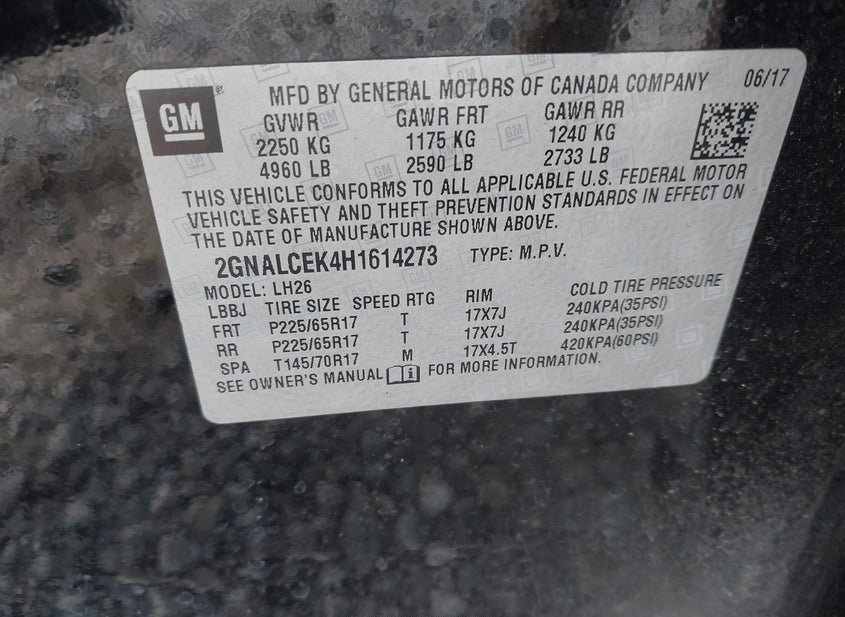 GM MFD BY GENERAL MOTORS OF CANADA COMPANY 06/17
GVWR GAWR FRT GAWR RR
2250 KG 1175 KG 1240 KG
4960 LB 2590 LB 2733 LB
THIS VEHICLE CONFORMS TO ALL APPLICABLE U.S. FEDERAL MOTOR
VEHICLE SAFETY AND THEFT PREVENTION STANDARDS IN EFFECT ON
THE DATE OF MANUFACTURE SHOWN ABOVE.
2GNALCEK4H1614273 TYPE: M.P.V.
MODEL: LH26
LBBJ TIRE SIZE SPEED RTG RIM COLD TIRE PRESSURE
FRT P225/65R17 T 17X7J 240KPA(35PSI)
RR P225/65R17 T 17X7J 240KPA(35PSI)
SPA T145/70R17 M 17X4.5T 420KPA(60PSI)
SEE OWNER'S MANUAL FOR MORE INFORMATION.